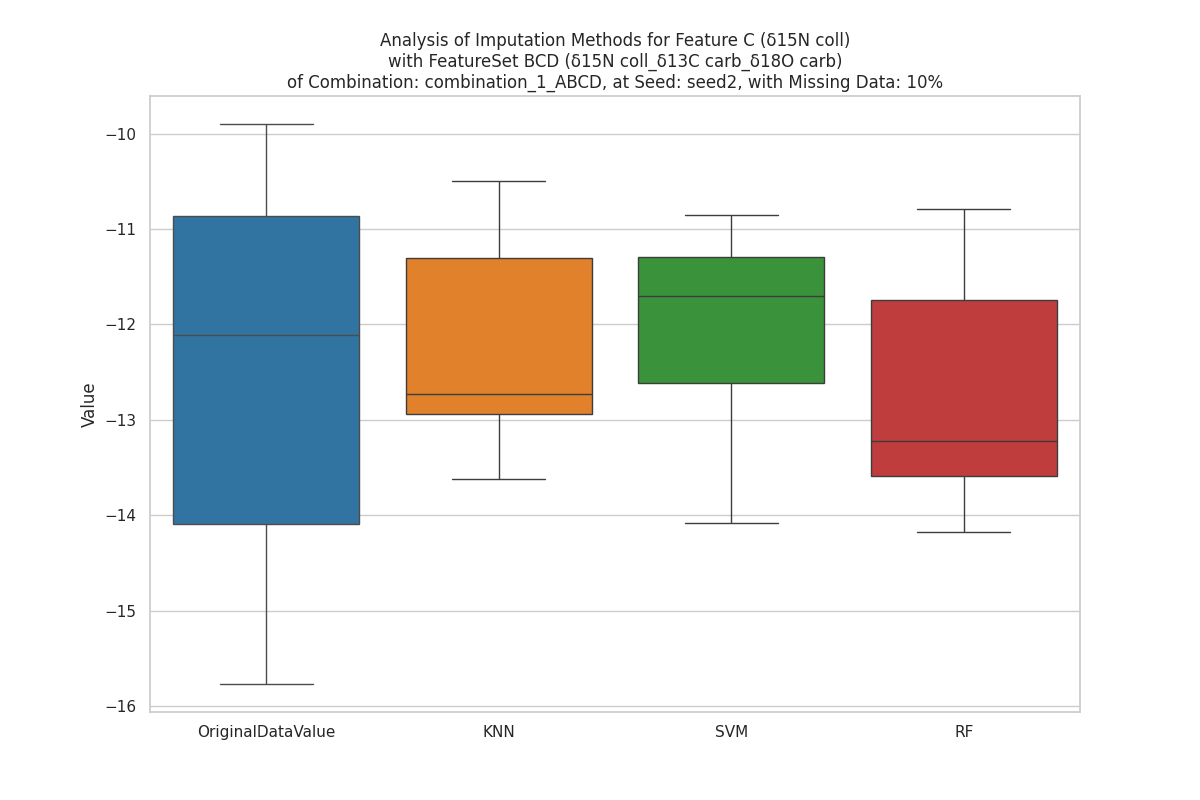 Analysis of Imputation Methods for Feature C (δ15N coll)
with FeatureSet BCD (δ15N coll_δ13C carb_δ18O carb)
of Combination: combination_1_ABCD, at Seed: seed2, with Missing Data: 10%
Value
−10
−11
−12
−13
−14
−15
−16
OriginalDataValue
KNN
SVM
RF